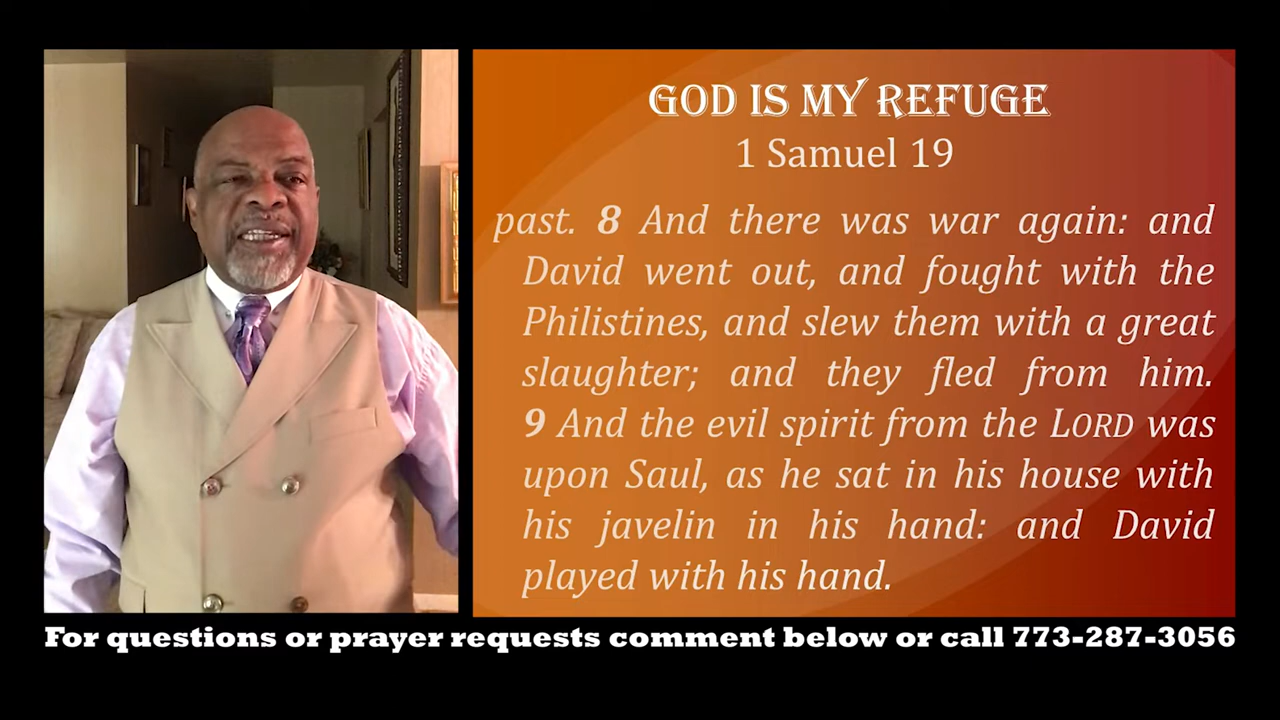 GOD IS MY REFUGE
1 Samuel 19
past. 8 And there was war again: and
David went out, and fought with the
Philistines, and slew them with a great
slaughter; and they fled from him.
9 And the evil spirit from the LORD was
upon Saul, as he sat in his house with
his javelin in his hand: and David
played with his hand.
For questions or prayer requests comment below or call 773-287-3056